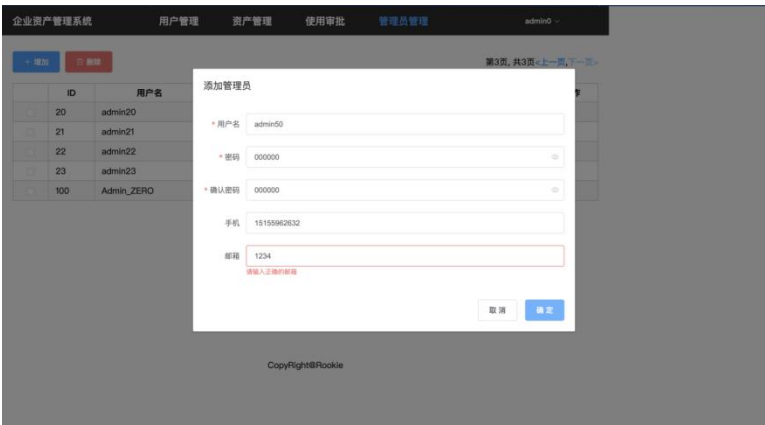 企业资产管理系统 用户管理 资产管理 使用审批 管理员管理 admin0
+ 增加 删除 第3页, 共3页<上一页,下一页>
ID 用户名 作
添加管理员
20 admin20
* 用户名 admin50
21 admin21
22 admin22
* 密码 000000
23 admin23
100 Admin_ZERO
* 确认密码 000000
手机 15155962632
邮箱 1234
请输入正确的邮箱
取 消 确 定
CopyRight@Rookie